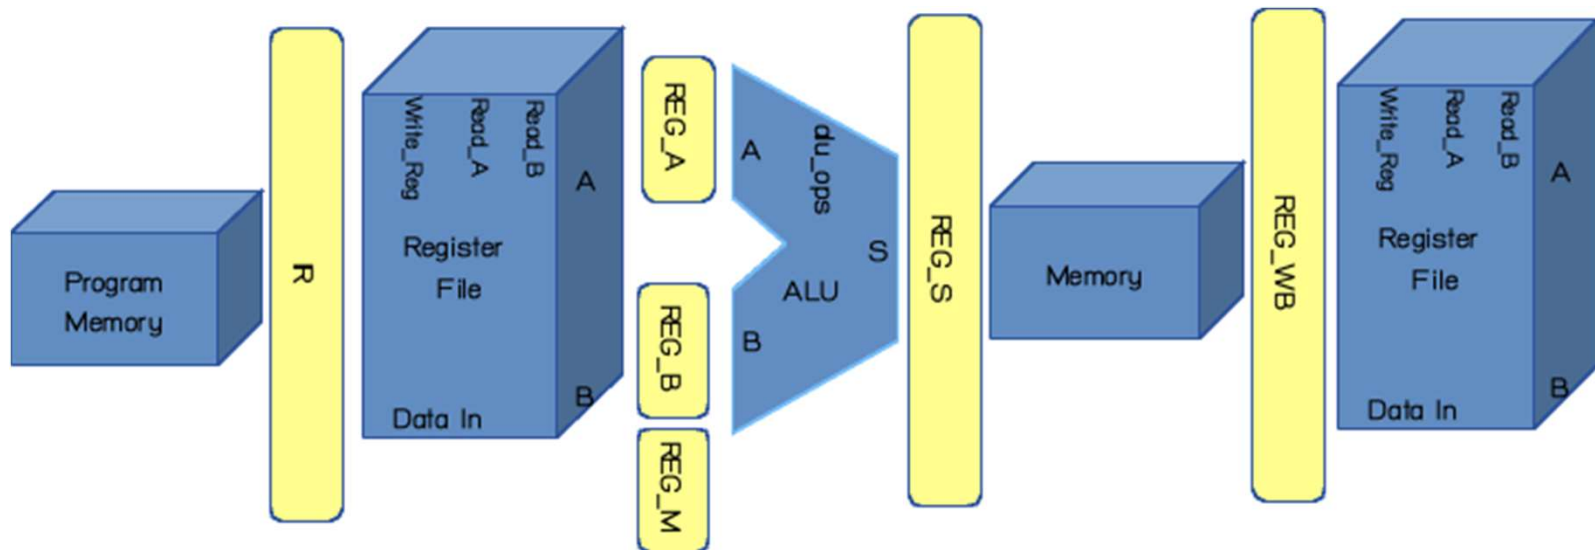 Program
Memory
R
Write_Reg
Read_A
Read_B
Register
File
Data In
A
B
REG_A
REG_B
REG_M
A
B
alu_ops
ALU
S
REG_S
Memory
REG_WB
Write_Reg
Read_A
Read_B
Register
File
Data In
A
B